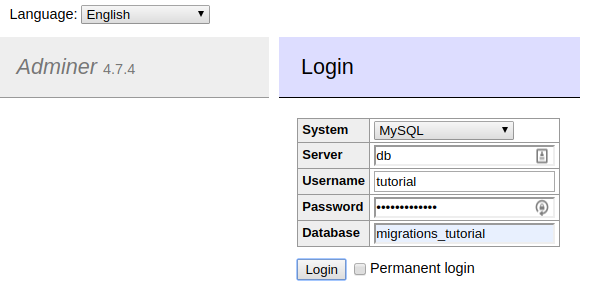 Language: English
Adminer 4.7.4
Login
System MySQL
Server db
Username tutorial
Password •••••••••••••
Database migrations_tutorial
Login Permanent login